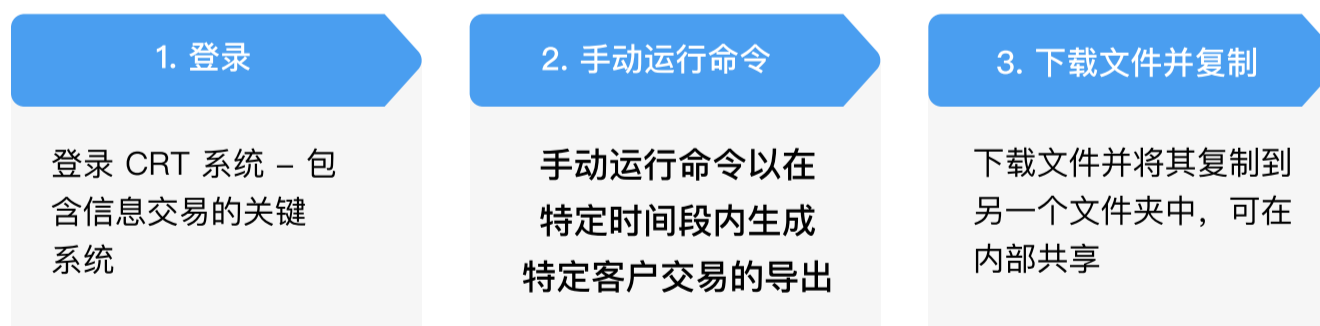 1. 登录
登录 CRT 系统 – 包
含信息交易的关键
系统
2. 手动运行命令
手动运行命令以在
特定时间段内生成
特定客户交易的导出
3. 下载文件并复制
下载文件并将其复制到
另一个文件夹中，可在
内部共享